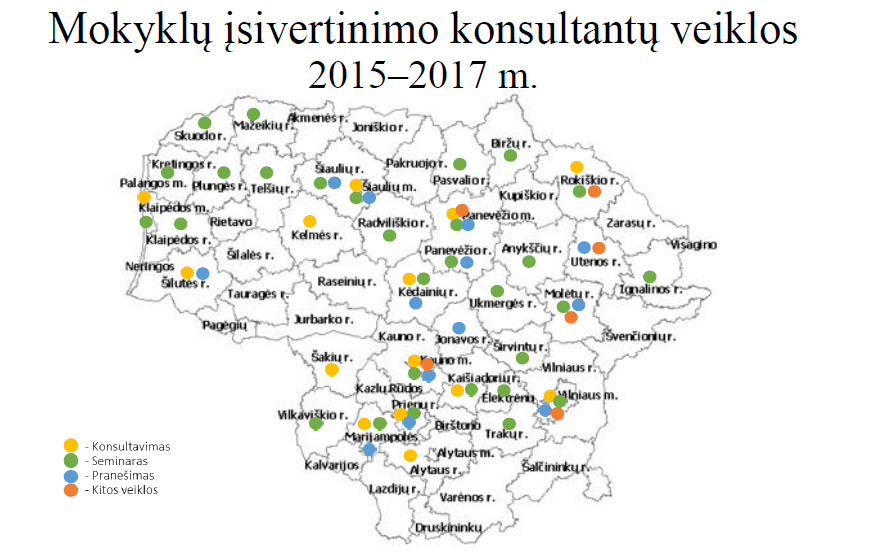 Mokyklų įsivertinimo konsultantų veiklos
2015–2017 m.
Skuodo r.
Mažeikių r.
Akmenės r.
Joniškio r.
Biržų r.
Kretingos r.
Palangos m.
Plungės r.
Telšių r.
Šiaulių r.
Šiaulių m.
Pakruojo r.
Pasvalio r.
Kupiškio r.
Rokiškio r.
Klaipėdos m.
Klaipėdos r.
Rietavo
Kelmės r.
Radviliškio r.
Panevėžio m.
Zarasų r.
Visagino
Neringos
Šilutės r.
Šilalės r.
Panevėžio r.
Anykščių r.
Utenos r.
Ignalinos r.
Tauragės r.
Raseinių r.
Kėdainių r.
Ukmergės r.
Molėtų r.
Pagėgių
Jurbarko r.
Kauno r.
Jonavos r.
Širvintų r.
Švenčionių r.
Šakių r.
Kauno m.
Kaišiadorių r.
Vilniaus r.
Kazlų Rūdos
Elektrėnų
Vilniaus m.
Vilkaviškio r.
Prienų r.
Birštono
Trakų r.
Marijampolės
Kalvarijos
Alytaus m.
Alytaus r.
Šalčininkų r.
Lazdijų r.
Varėnos r.
Druskininkų
- Konsultavimas
- Seminaras
- Pranešimas
- Kitos veiklos